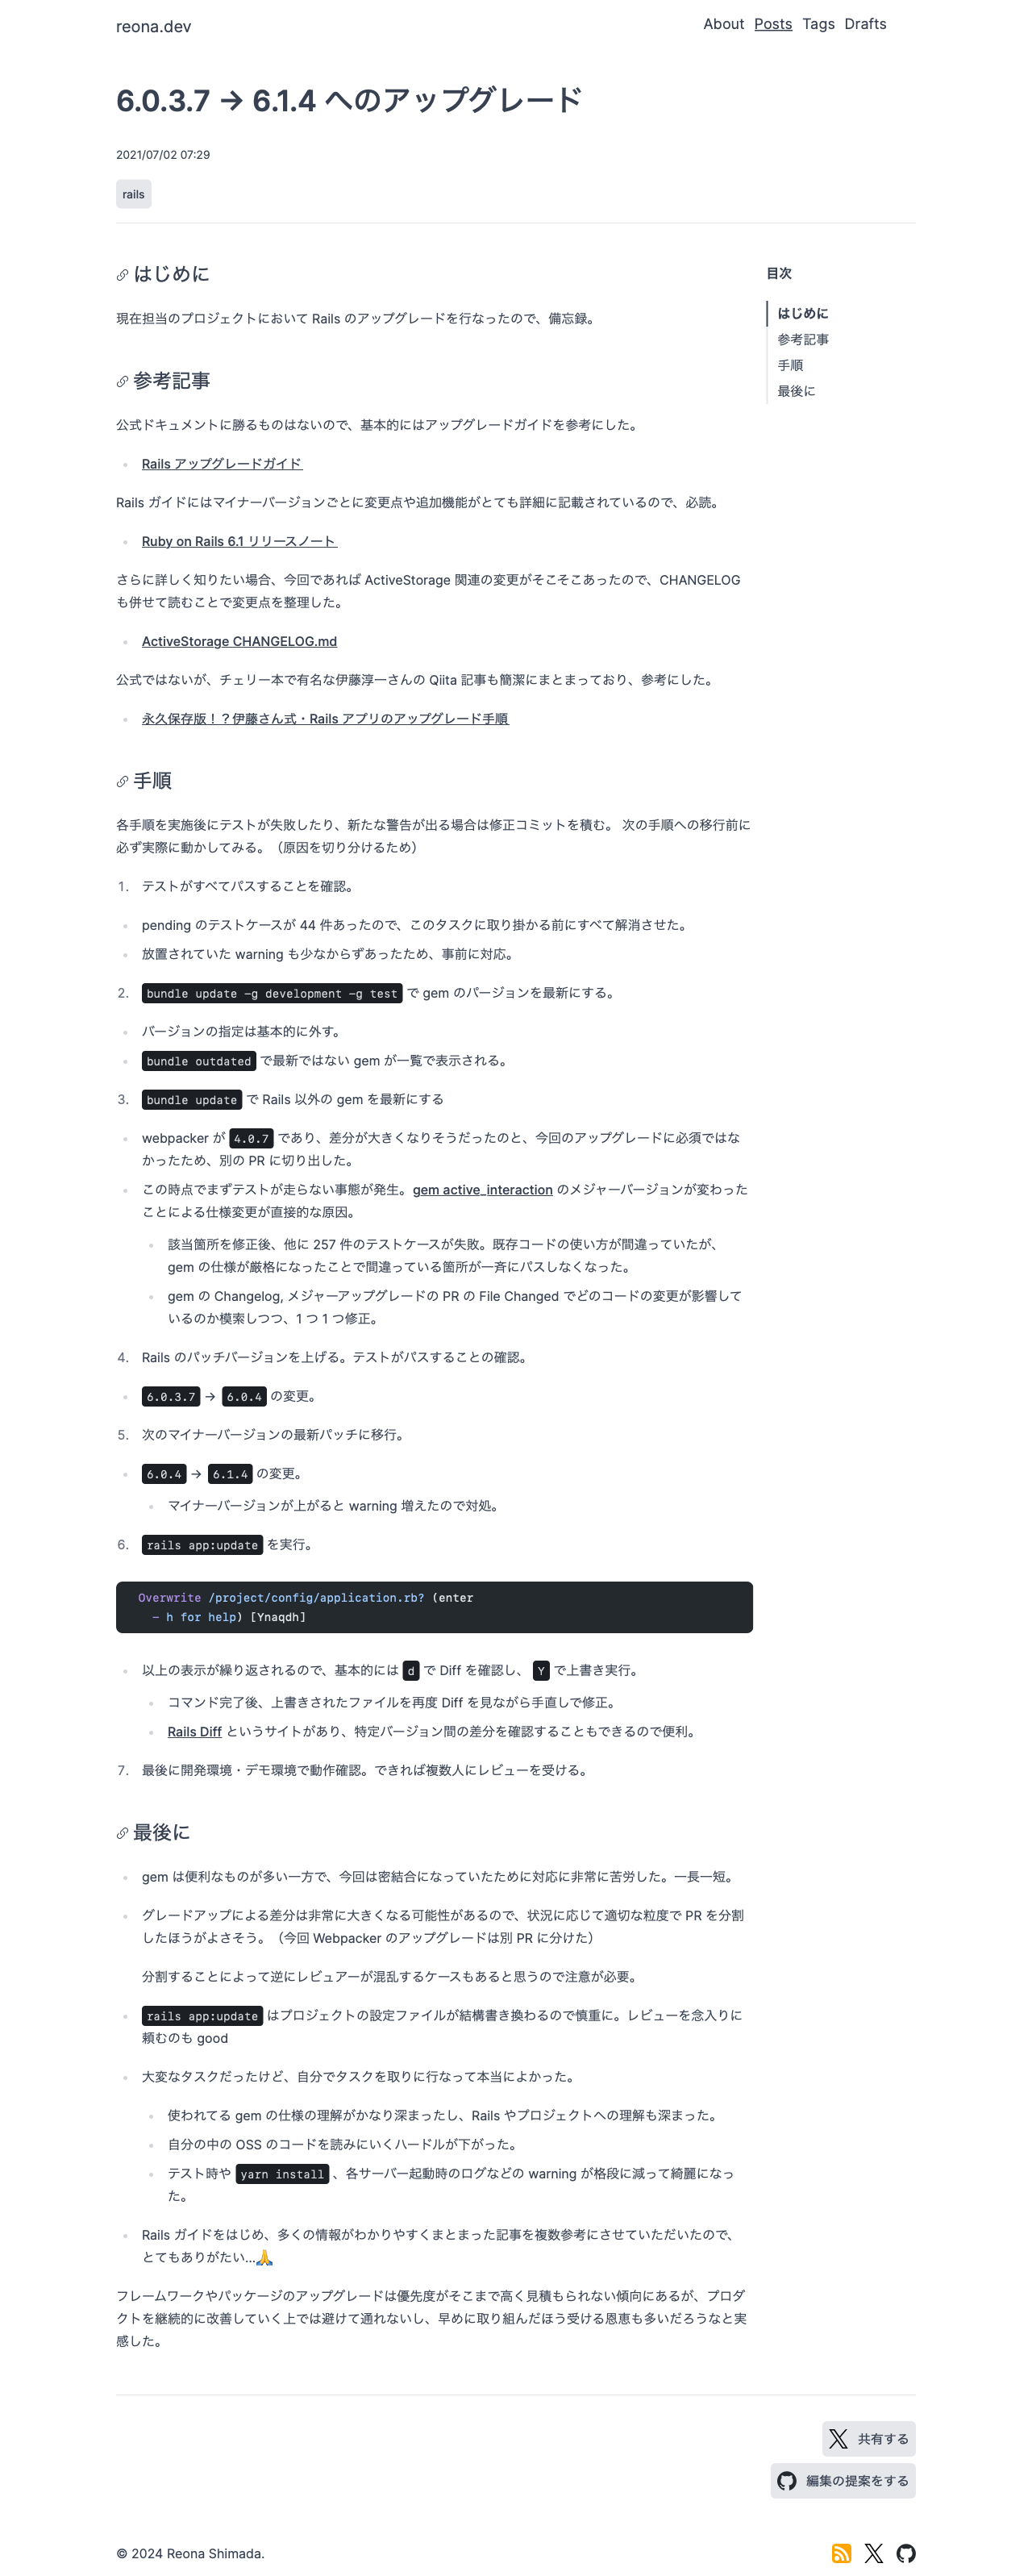 reona.dev
About Posts Tags Drafts
6.0.3.7 → 6.1.4 へのアップグレード
2021/07/02 07:29
rails
はじめに
現在担当のプロジェクトにおいて Rails のアップグレードを行なったので、備忘録。
目次
はじめに
参考記事
手順
最後に
参考記事
公式ドキュメントに勝るものはないので、基本的にはアップグレードガイドを参考にした。
Rails アップグレードガイド
Rails ガイドにはマイナーバージョンごとに変更点や追加機能がとても詳細に記載されているので、必読。
Ruby on Rails 6.1 リリースノート
さらに詳しく知りたい場合、今回であれば ActiveStorage 関連の変更がそこそこあったので、CHANGELOG
も併せて読むことで変更点を整理した。
ActiveStorage CHANGELOG.md
公式ではないが、チェリー本で有名な伊藤淳一さんの Qiita 記事も簡潔にまとまっており、参考にした。
永久保存版！？伊藤さん式・Rails アプリのアップグレード手順
手順
各手順を実施後にテストが失敗したり、新たな警告が出る場合は修正コミットを積む。 次の手順への移行前に
必ず実際に動かしてみる。（原因を切り分けるため）
1. テストがすべてパスすることを確認。
pending のテストケースが 44 件あったので、このタスクに取り掛かる前にすべて解消させた。
放置されていた warning も少なからずあったため、事前に対応。
2. bundle update -g development -g test で gem のバージョンを最新にする。
バージョンの指定は基本的に外す。
bundle outdated で最新ではない gem が一覧で表示される。
3. bundle update で Rails 以外の gem を最新にする
webpacker が 4.0.7 であり、差分が大きくなりそうだったのと、今回のアップグレードに必須ではな
かったため、別の PR に切り出した。
この時点でまずテストが走らない事態が発生。gem active_interaction のメジャーバージョンが変わった
ことによる仕様変更が直接的な原因。
該当箇所を修正後、他に 257 件のテストケースが失敗。既存コードの使い方が間違っていたが、
gem の仕様が厳格になったことで間違っている箇所が一斉にパスしなくなった。
gem の Changelog, メジャーアップグレードの PR の File Changed でどのコードの変更が影響して
いるのか模索しつつ、1 つ 1 つ修正。
4. Rails のパッチバージョンを上げる。テストがパスすることの確認。
6.0.3.7 → 6.0.4 の変更。
5. 次のマイナーバージョンの最新パッチに移行。
6.0.4 → 6.1.4 の変更。
マイナーバージョンが上がると warning 増えたので対処。
6. rails app:update を実行。
Overwrite /project/config/application.rb? (enter
- h for help) [Ynaqdh]
以上の表示が繰り返されるので、基本的には d で Diff を確認し、 Y で上書き実行。
コマンド完了後、上書きされたファイルを再度 Diff を見ながら手直しで修正。
Rails Diff というサイトがあり、特定バージョン間の差分を確認することもできるので便利。
7. 最後に開発環境・デモ環境で動作確認。できれば複数人にレビューを受ける。
最後に
gem は便利なものが多い一方で、今回は密結合になっていたために対応に非常に苦労した。一長一短。
グレードアップによる差分は非常に大きくなる可能性があるので、状況に応じて適切な粒度で PR を分割
したほうがよさそう。（今回 Webpacker のアップグレードは別 PR に分けた）
分割することによって逆にレビュアーが混乱するケースもあると思うので注意が必要。
rails app:update はプロジェクトの設定ファイルが結構書き換わるので慎重に。レビューを念入りに
頼むのも good
大変なタスクだったけど、自分でタスクを取りに行なって本当によかった。
使われてる gem の仕様の理解がかなり深まったし、Rails やプロジェクトへの理解も深まった。
自分の中の OSS のコードを読みにいくハードルが下がった。
テスト時や yarn install 、各サーバー起動時のログなどの warning が格段に減って綺麗になっ
た。
Rails ガイドをはじめ、多くの情報がわかりやすくまとまった記事を複数参考にさせていただいたので、
とてもありがたい...🙏
フレームワークやパッケージのアップグレードは優先度がそこまで高く見積もられない傾向にあるが、プロダ
クトを継続的に改善していく上では避けて通れないし、早めに取り組んだほう受ける恩恵も多いだろうなと実
感した。
共有する
編集の提案をする
© 2024 Reona Shimada.